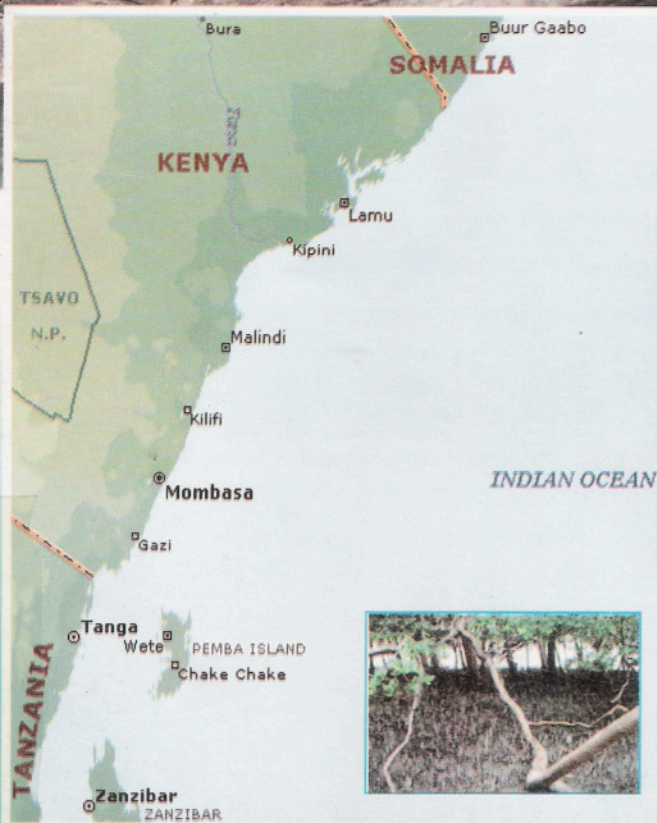 Bura
Buur Gaabo
SOMALIA
KENYA
Lamu
Kipini
TSAVO
N.P.
Malindi
Kilifi
Mombasa
INDIAN OCEAN
Gazi
Tanga
Wete
PEMBA ISLAND
Chake Chake
TANZANIA
Zanzibar
ZANZIBAR